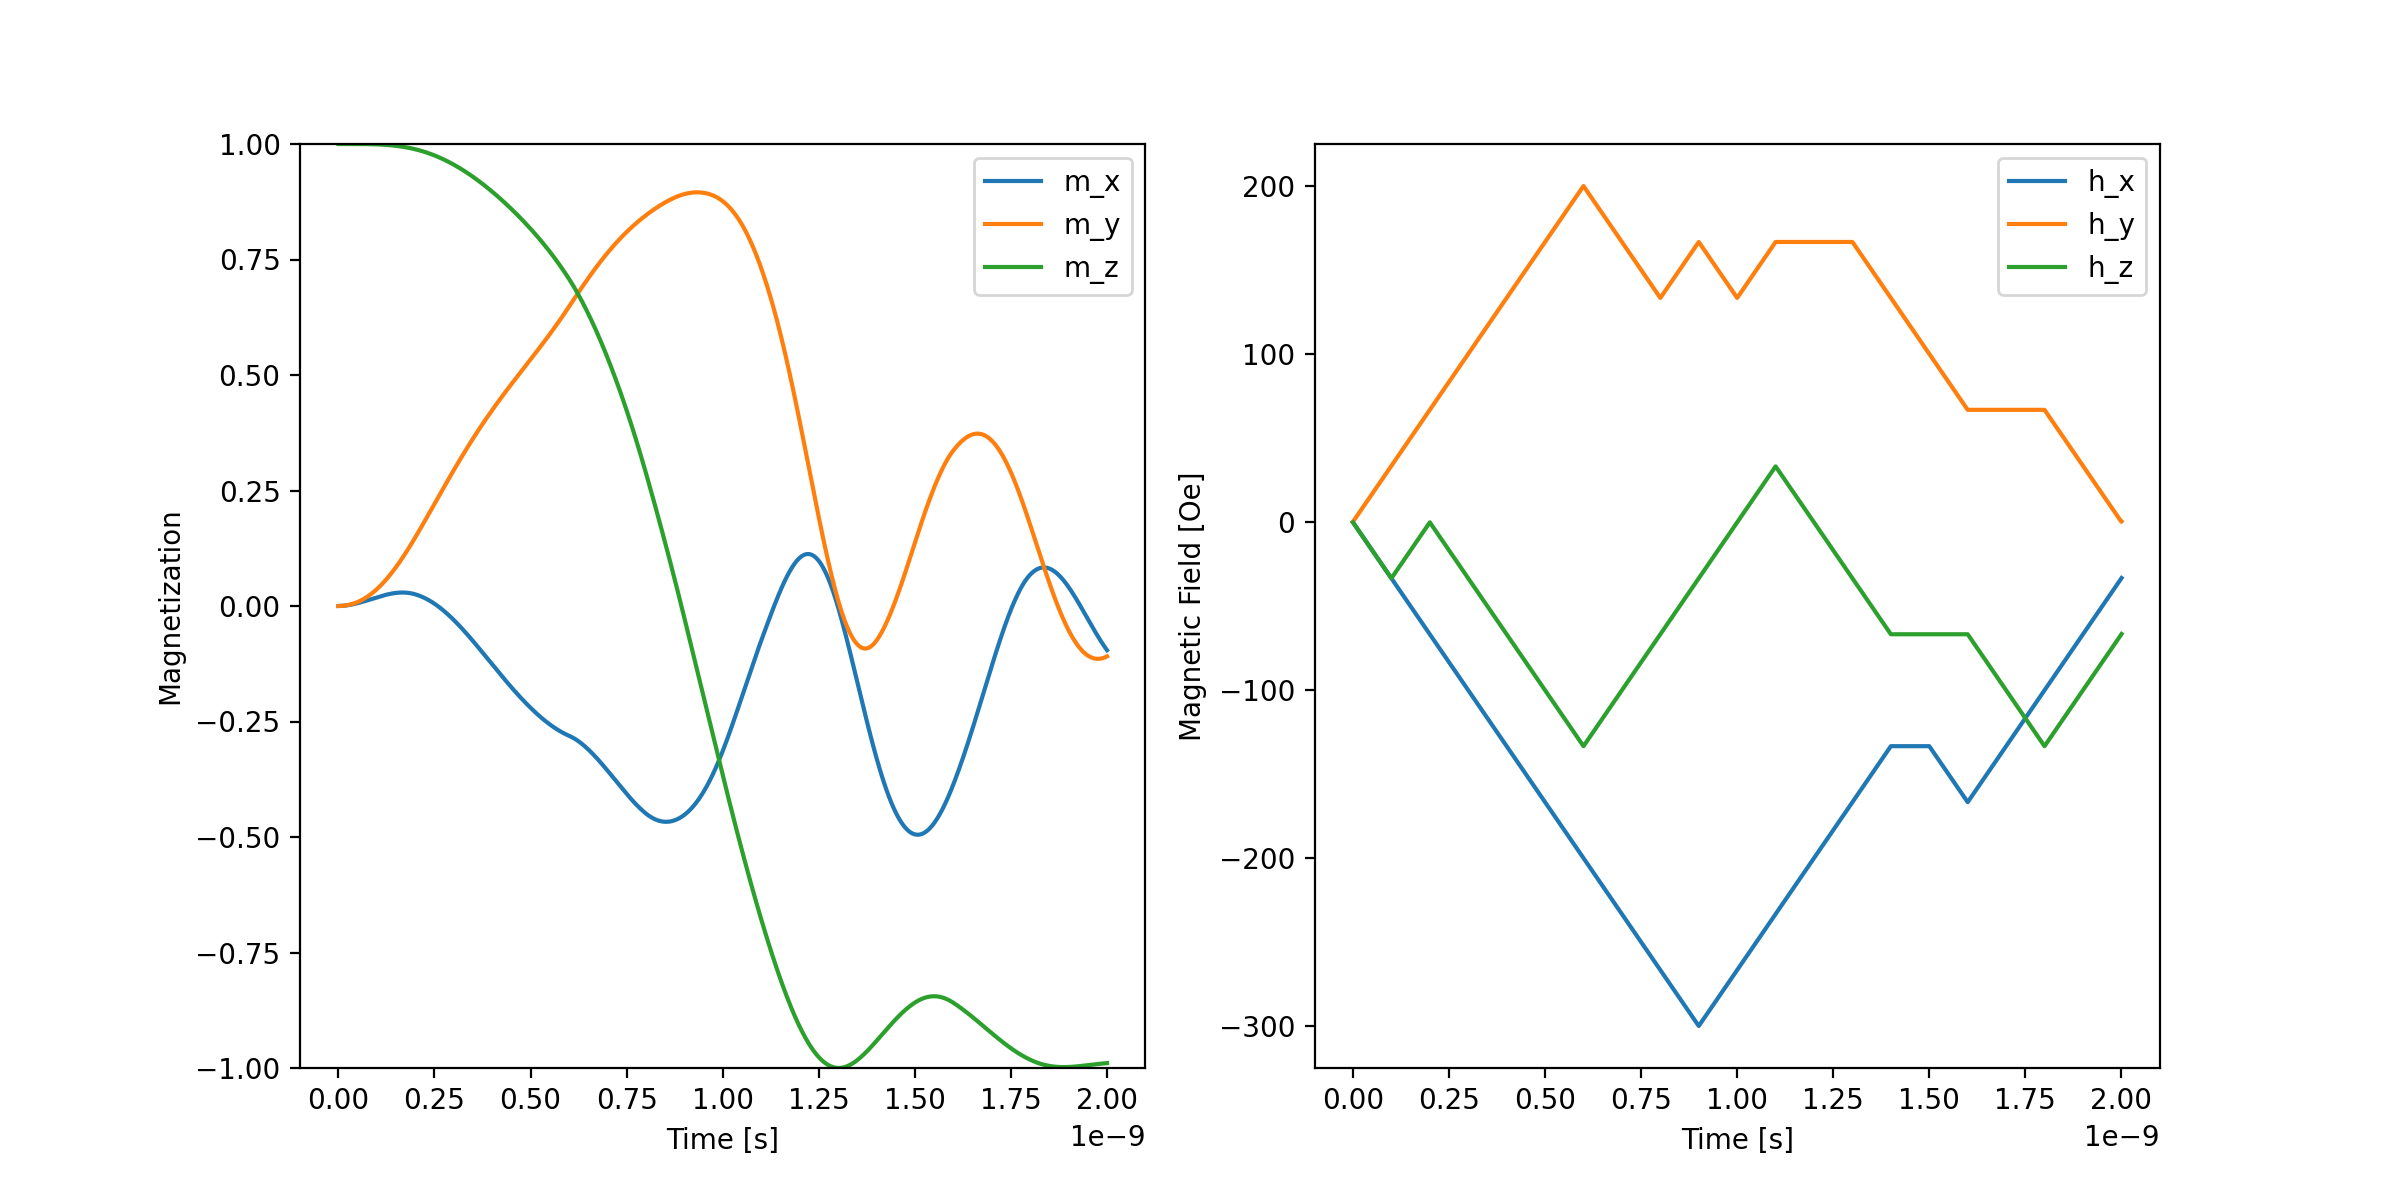 Magnetization
1.00
0.75
0.50
0.25
0.00
−0.25
−0.50
−0.75
−1.00
m_x
m_y
m_z
0.00 0.25 0.50 0.75 1.00 1.25 1.50 1.75 2.00
Time [s]
1e−9
Magnetic Field [Oe]
200
100
0
−100
−200
−300
h_x
h_y
h_z
0.00 0.25 0.50 0.75 1.00 1.25 1.50 1.75 2.00
Time [s]
1e−9